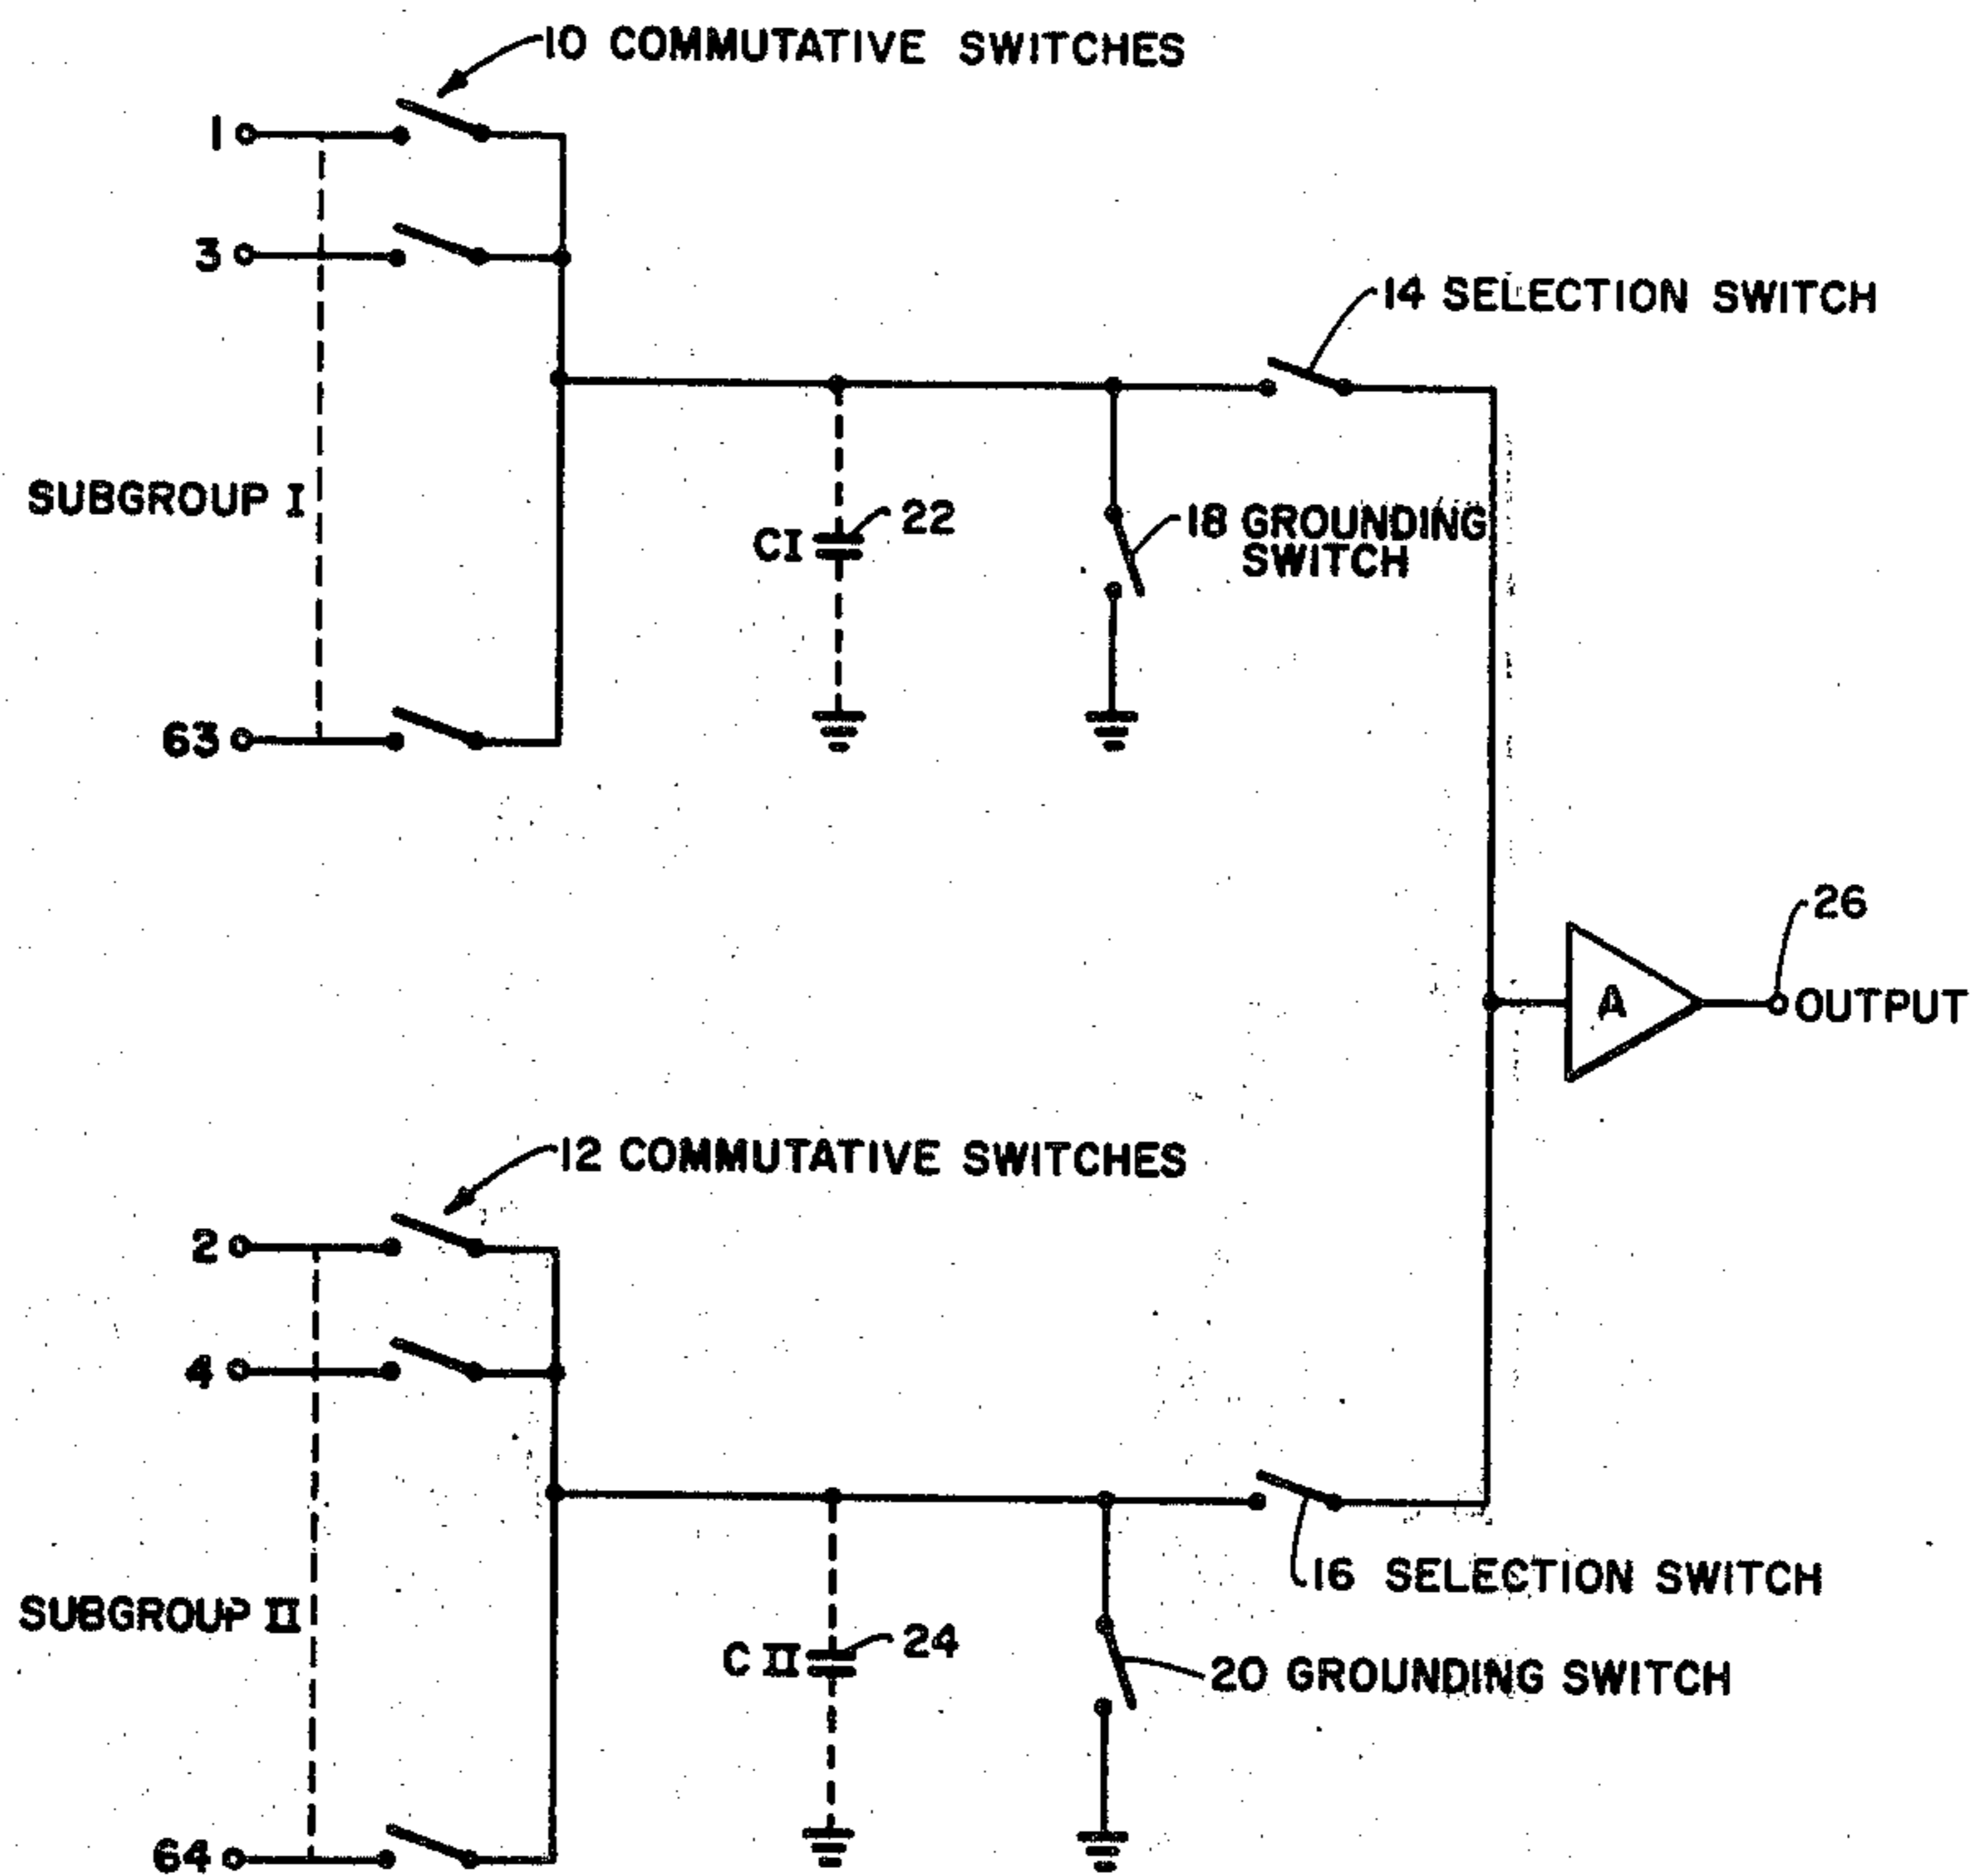 10 COMMUTATIVE SWITCHES
1
3
14 SELECTION SWITCH
SUBGROUP I
CI
22
18 GROUNDING
SWITCH
63
26
A
OUTPUT
12 COMMUTATIVE SWITCHES
2
4
16 SELECTION SWITCH
SUBGROUP II
C II
24
20 GROUNDING SWITCH
64